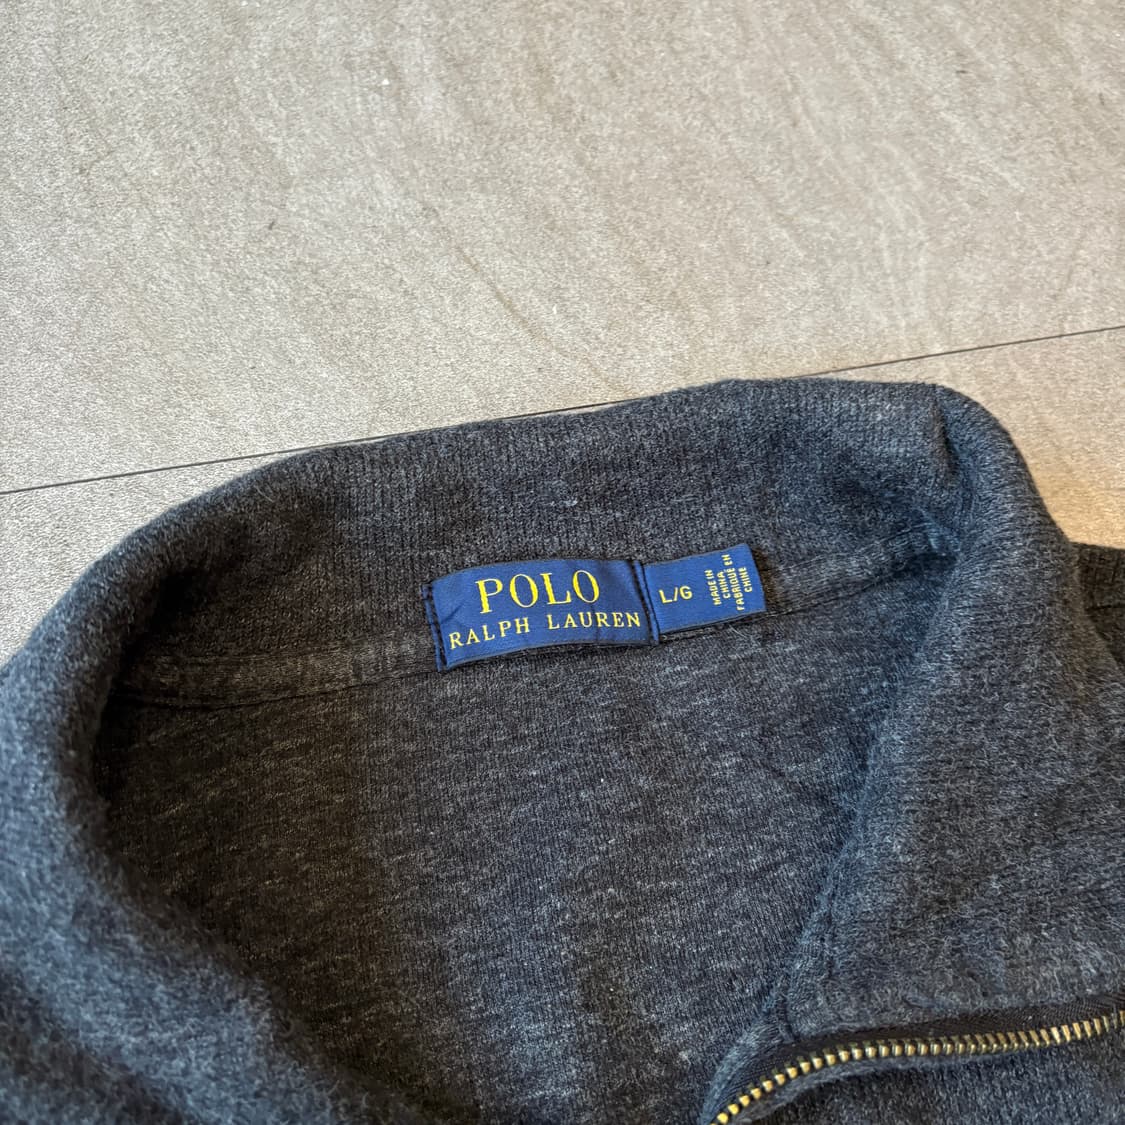 POLO
RALPH LAUREN
L/G
MADE IN
CHINA
FABRIQUÉ EN
CHINE